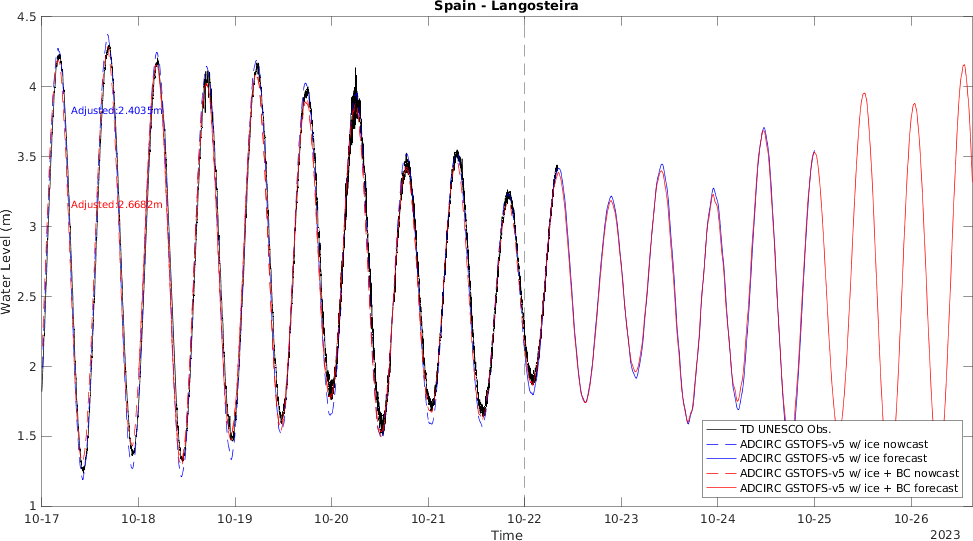 Spain - Langosteira
4.5
4
3.5
3
2.5
2
1.5
1
Water Level (m)
Adjusted:2.4035m
Adjusted:2.6682m
TD UNESCO Obs.
ADCIRC GSTOFS-v5 w/ ice nowcast
ADCIRC GSTOFS-v5 w/ ice forecast
ADCIRC GSTOFS-v5 w/ ice + BC nowcast
ADCIRC GSTOFS-v5 w/ ice + BC forecast
10-17 10-18 10-19 10-20 10-21 10-22 10-23 10-24 10-25 10-26
Time
2023